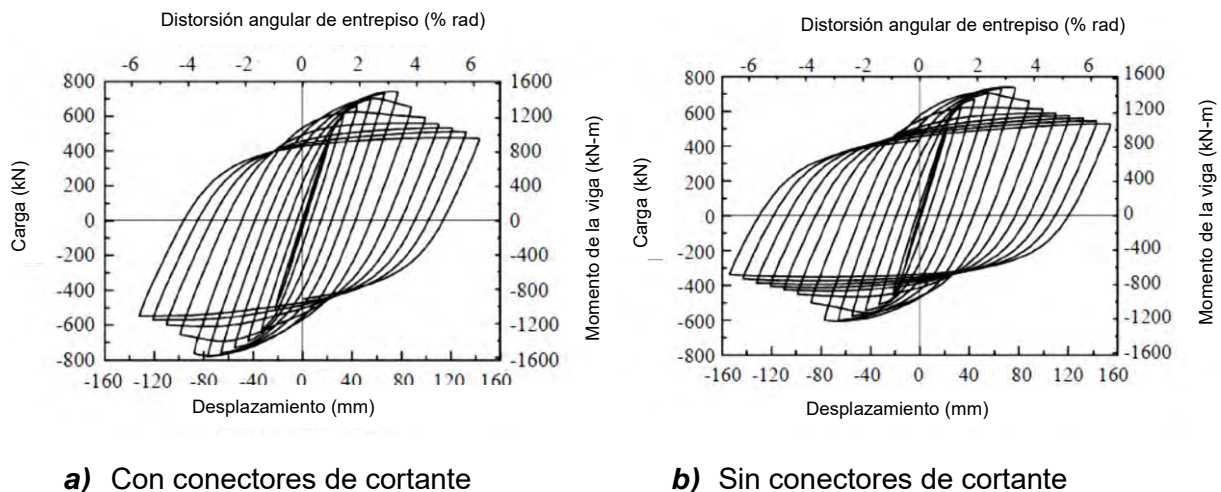 Distorsión angular de entrepiso (% rad)
-6 -4 -2 0 2 4 6
800
600
400
200
0
-200
-400
-600
-800
1600
1200
800
400
0
-400
-800
-1200
-1600
Carga (kN)
Momento de la viga (kN-m)
-160 -120 -80 -40 0 40 80 120 160
Desplazamiento (mm)
a) Con conectores de cortante
Distorsión angular de entrepiso (% rad)
-6 -4 -2 0 2 4 6
800
600
400
200
0
-200
-400
-600
800
1600
1200
800
400
0
-400
-800
-1200
-1600
Carga (kN)
Momento de la viga (kN-m)
-160 -120 -80 -40 0 40 80 120 160
Desplazamiento (mm)
b) Sin conectores de cortante